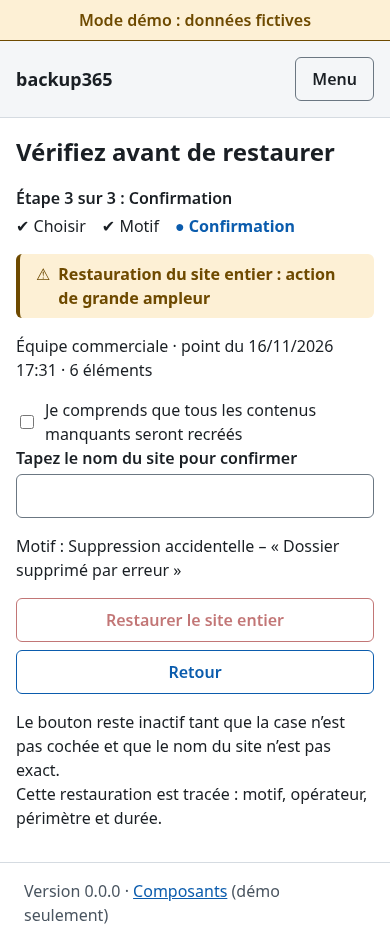 Mode démo : données fictives
backup365
Menu
Vérifiez avant de restaurer
Étape 3 sur 3 : Confirmation
✔ Choisir ✔ Motif ● Confirmation
⚠ Restauration du site entier : action
de grande ampleur
Équipe commerciale · point du 16/11/2026
17:31 · 6 éléments
Je comprends que tous les contenus
manquants seront recréés
Tapez le nom du site pour confirmer
Motif : Suppression accidentelle – « Dossier
supprimé par erreur »
Restaurer le site entier
Retour
Le bouton reste inactif tant que la case n’est
pas cochée et que le nom du site n’est pas
exact.
Cette restauration est tracée : motif, opérateur,
périmètre et durée.
Version 0.0.0 · Composants (démo
seulement)